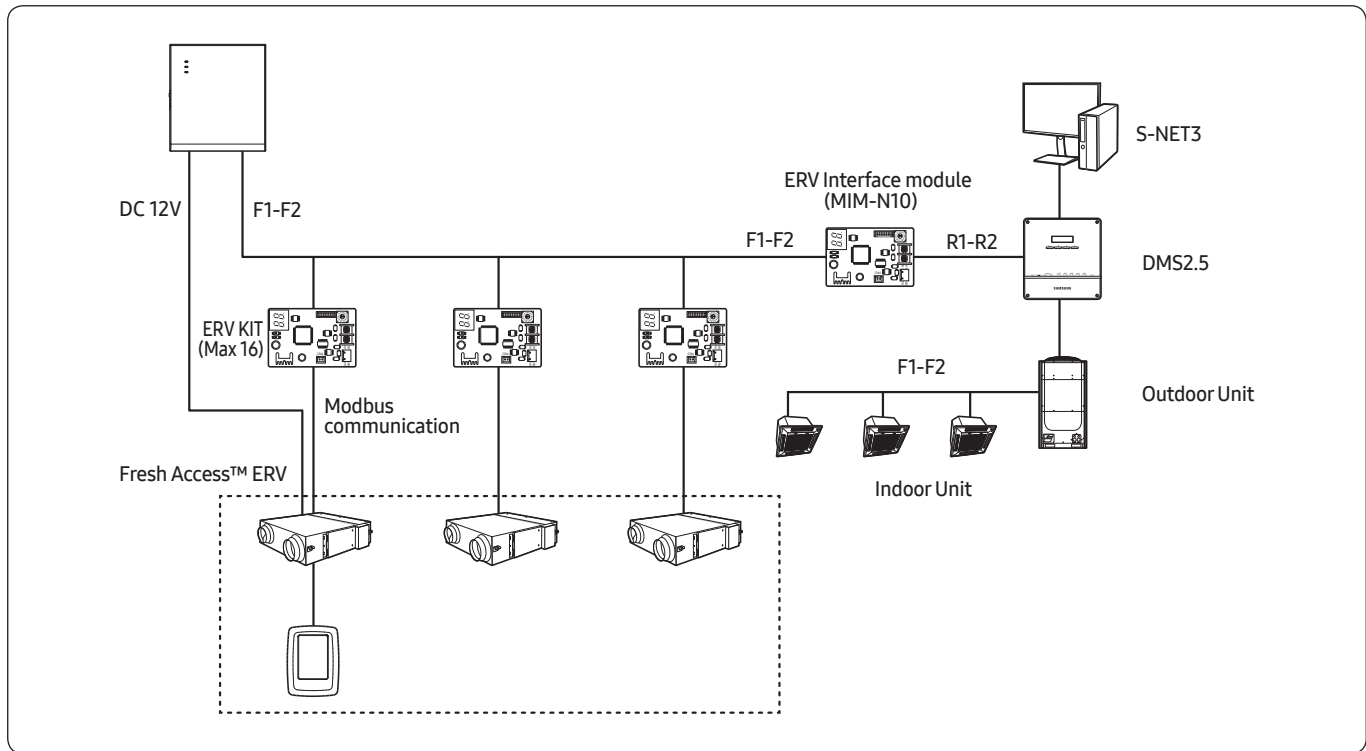 S-NET3
ERV Interface module
(MIM-N10)
DC 12V
F1-F2
F1-F2
R1-R2
DMS2.5
SAMSUNG
ERV KIT
(Max 16)
F1-F2
Outdoor Unit
Modbus
communication
Fresh Access™ ERV
Indoor Unit